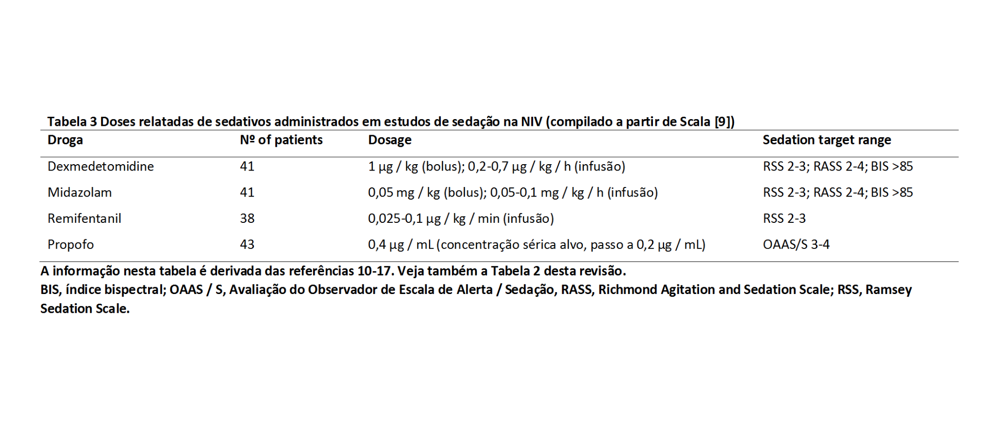 Tabela 3 Doses relatadas de sedativos administrados em estudos de sedação na NIV (compilado a partir de Scala [9])
Droga Nº of patients Dosage Sedation target range
Dexmedetomidine 41 1 µg / kg (bolus); 0,2-0,7 µg / kg / h (infusão) RSS 2-3; RASS 2-4; BIS >85
Midazolam 41 0,05 mg / kg (bolus); 0,05-0,1 mg / kg / h (infusão) RSS 2-3; RASS 2-4; BIS >85
Remifentanil 38 0,025-0,1 µg / kg / min (infusão) RSS 2-3
Propofo 43 0,4 µg / mL (concentração sérica alvo, passo a 0,2 µg / mL) OAAS/S 3-4
A informação nesta tabela é derivada das referências 10-17. Veja também a Tabela 2 desta revisão.
BIS, índice bispectral; OAAS / S, Avaliação do Observador de Escala de Alerta / Sedação, RASS, Richmond Agitation and Sedation Scale; RSS, Ramsey
Sedation Scale.